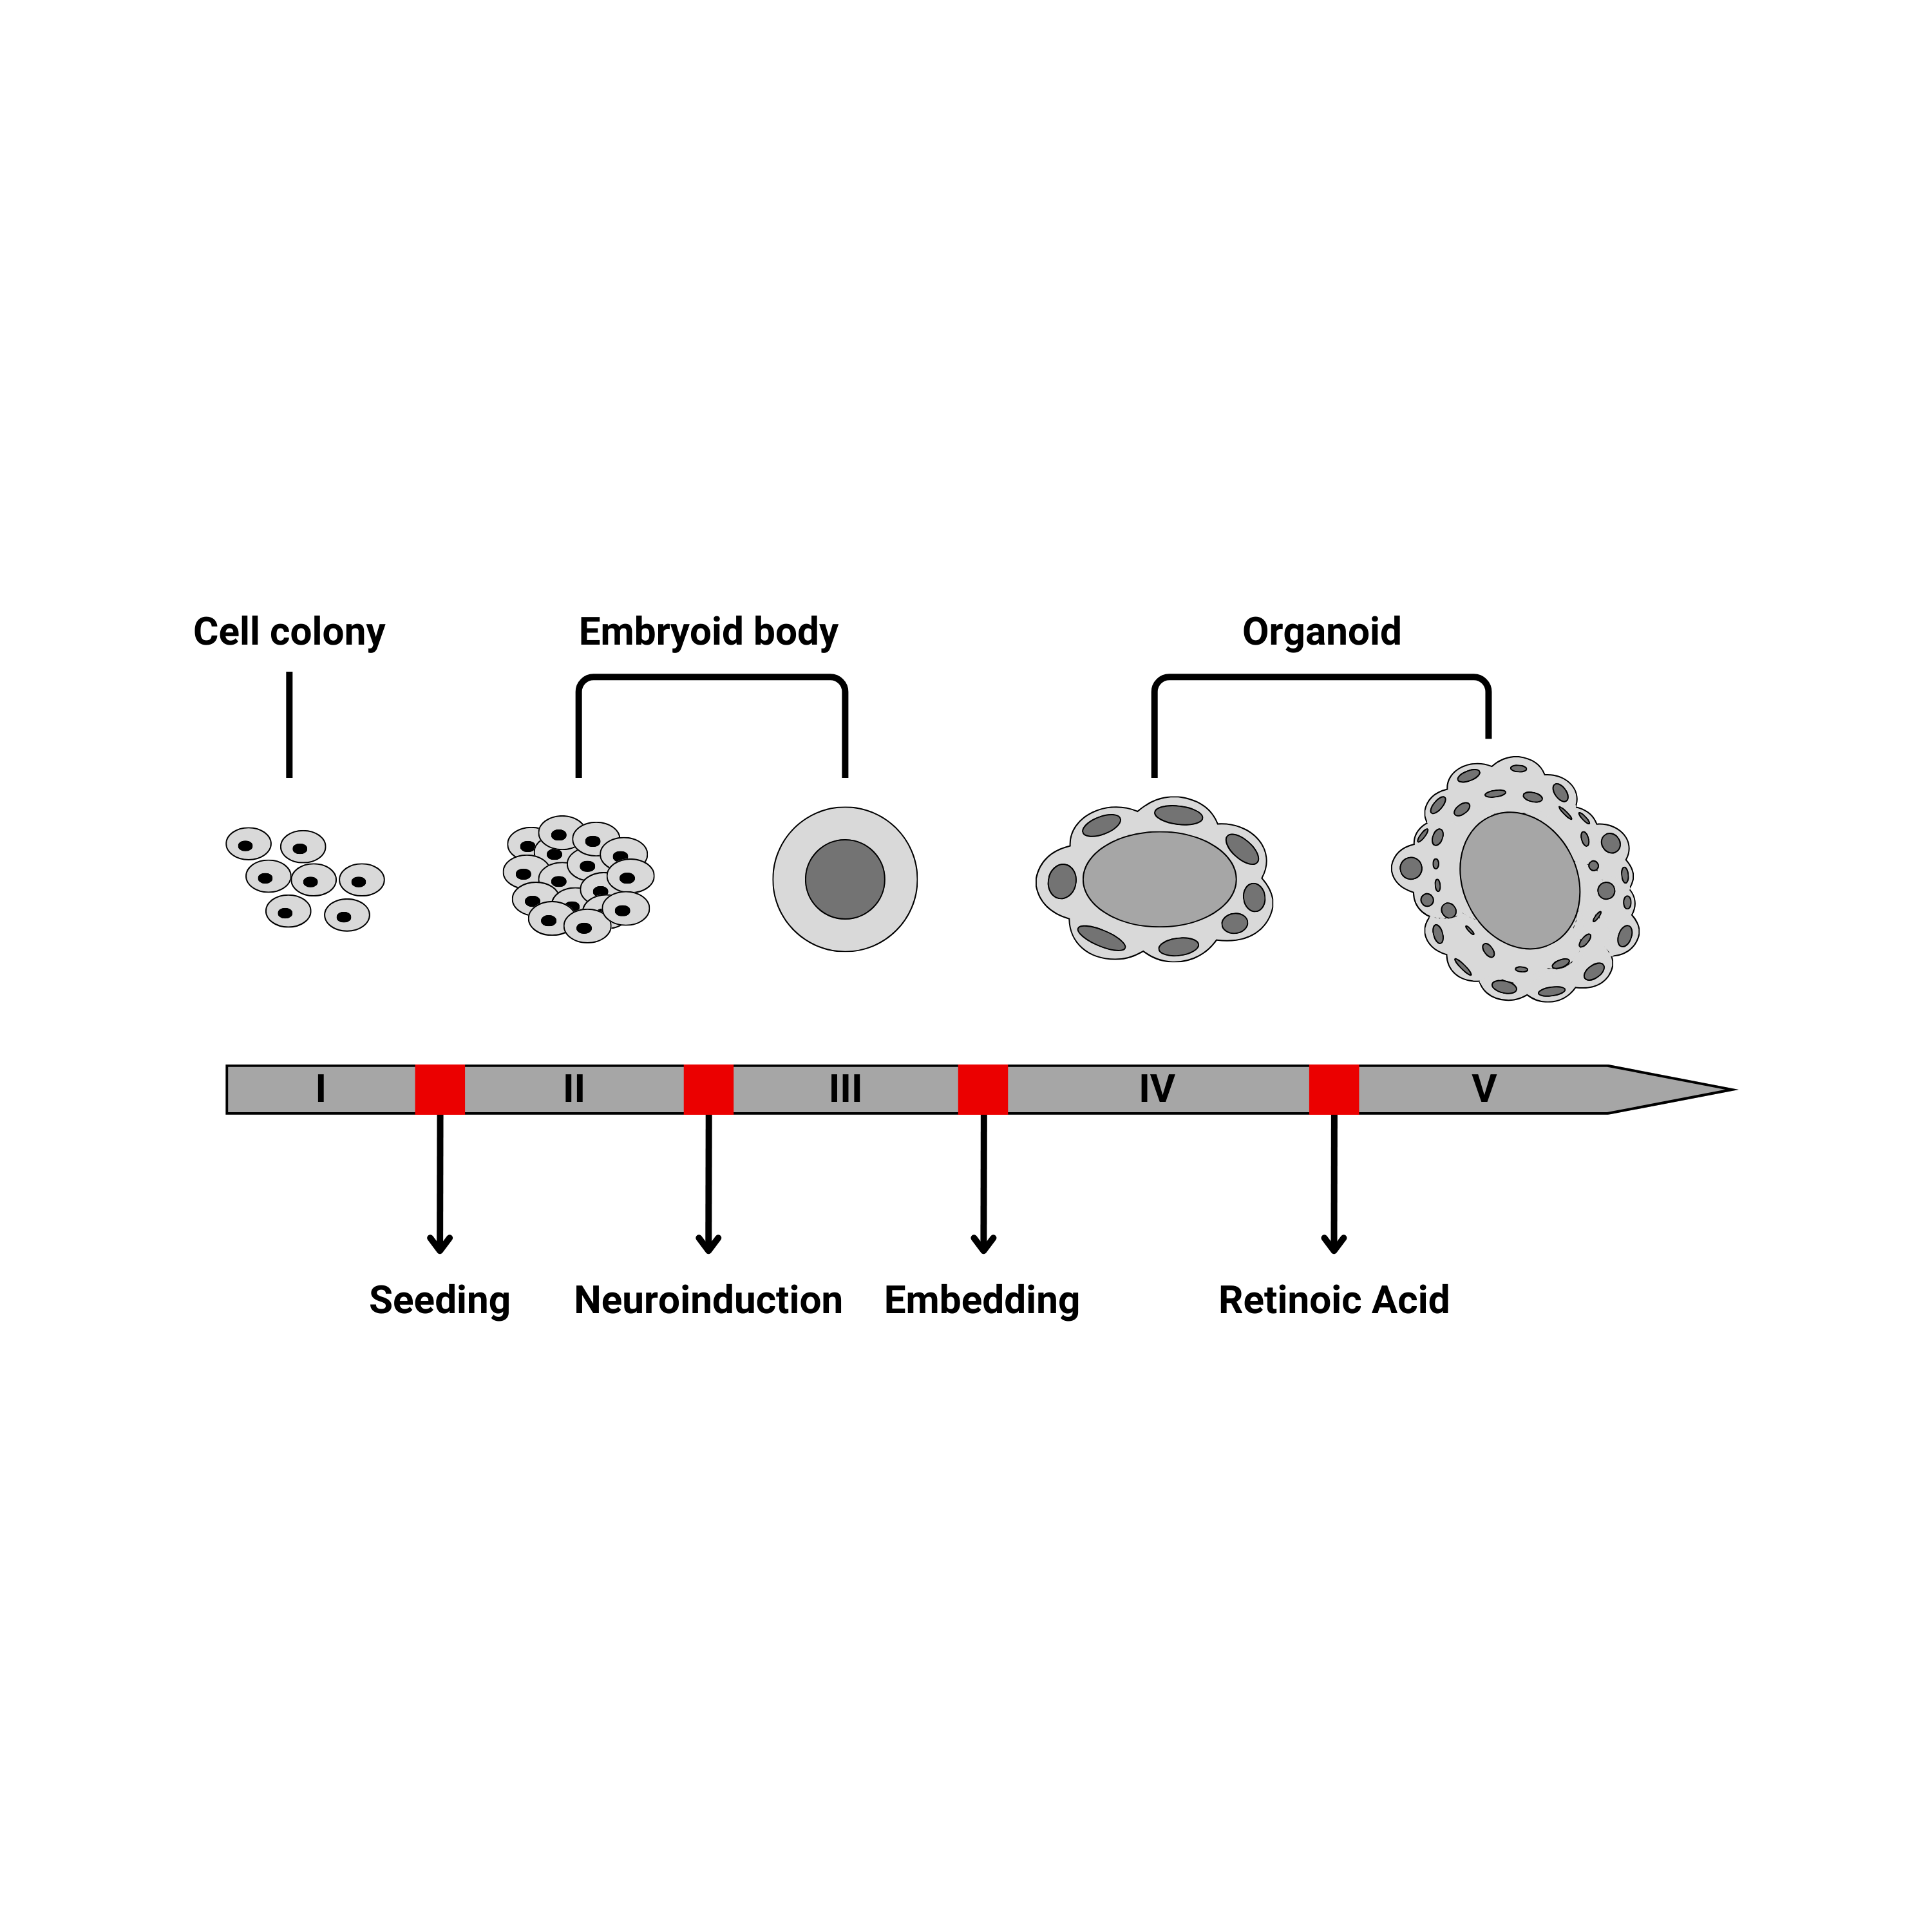 Cell colony
Embryoid body
Organoid
I
II
III
IV
V
Seeding
Neuroinduction
Embedding
Retinoic Acid